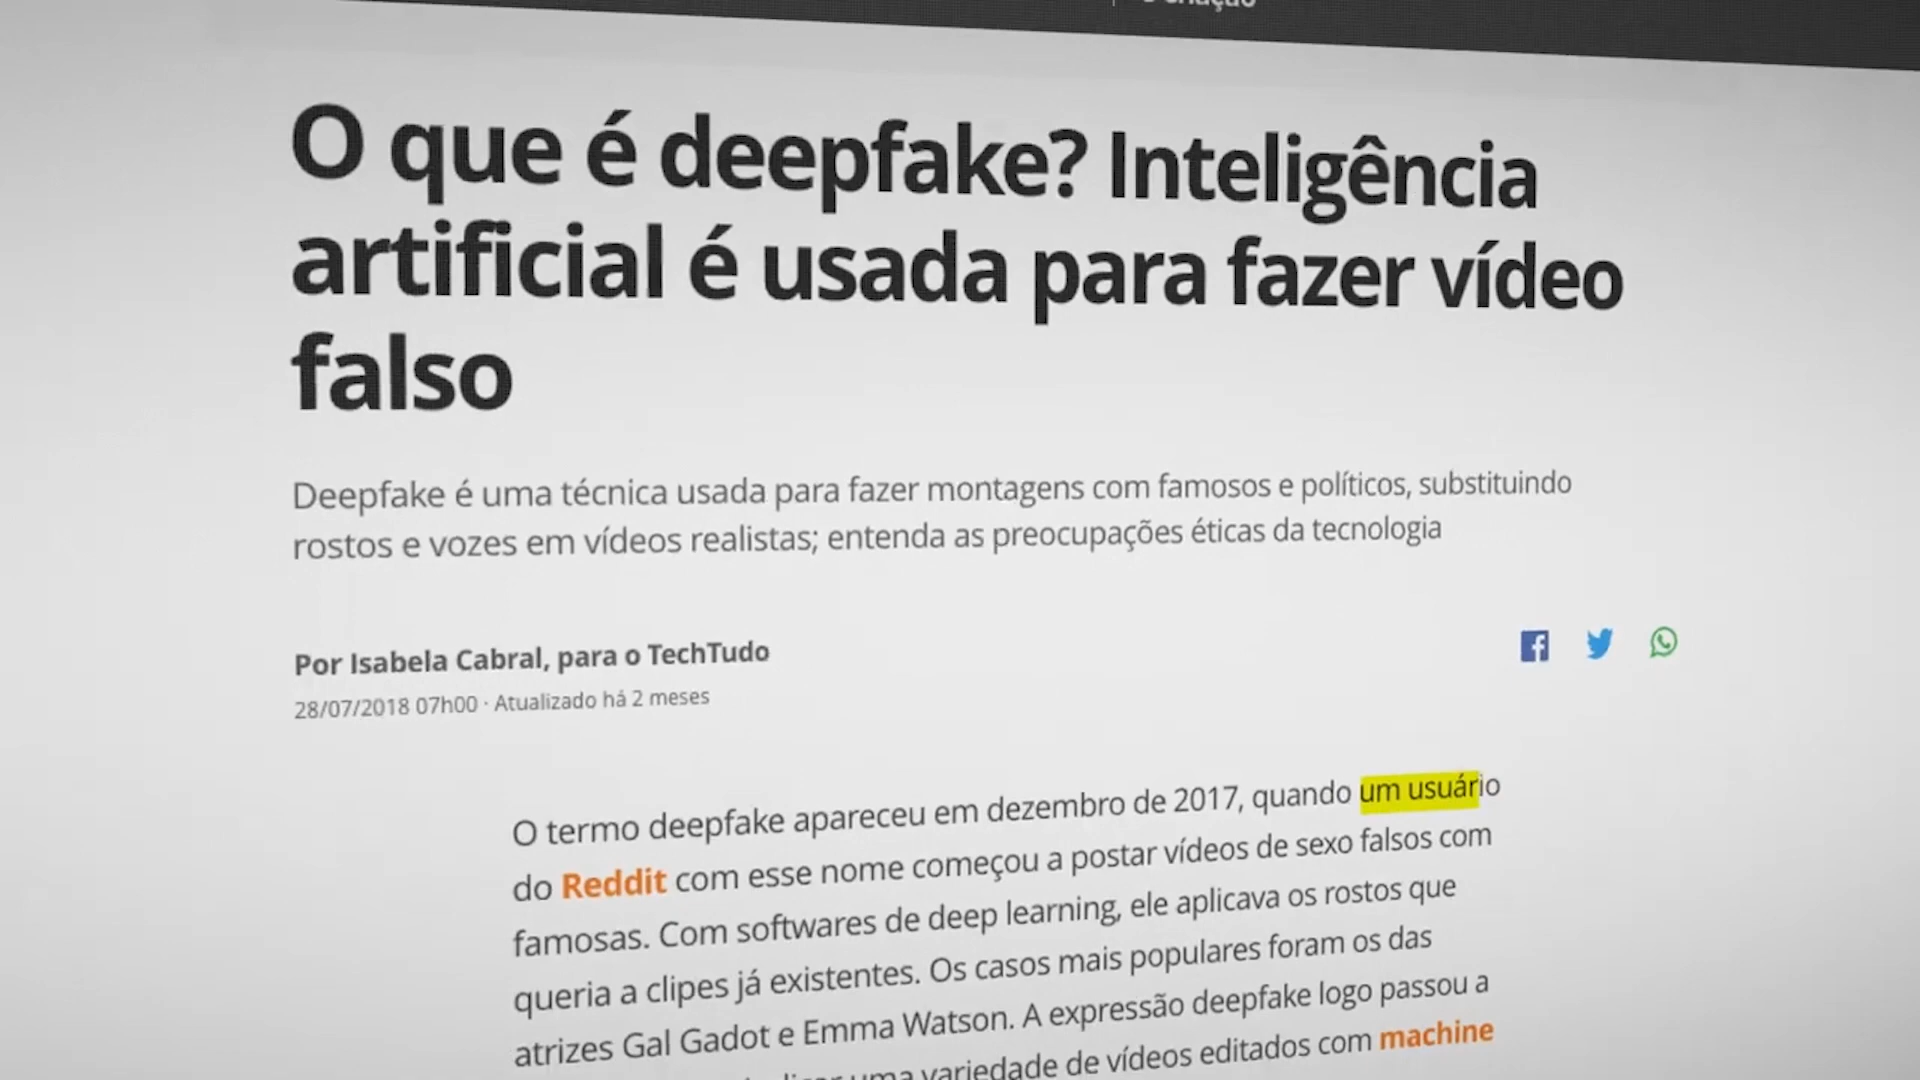 O que é deepfake? Inteligência
artificial é usada para fazer vídeo
falso
Deepfake é uma técnica usada para fazer montagens com famosos e políticos, substituindo
rostos e vozes em vídeos realistas; entenda as preocupações éticas da tecnologia
Por Isabela Cabral, para o TechTudo
28/07/2018 07h00 · Atualizado há 2 meses
O termo deepfake apareceu em dezembro de 2017, quando um usuário
do Reddit com esse nome começou a postar vídeos de sexo falsos com
famosas. Com softwares de deep learning, ele aplicava os rostos que
queria a clipes já existentes. Os casos mais populares foram os das
atrizes Gal Gadot e Emma Watson. A expressão deepfake logo passou a
uma variedade de vídeos editados com machine